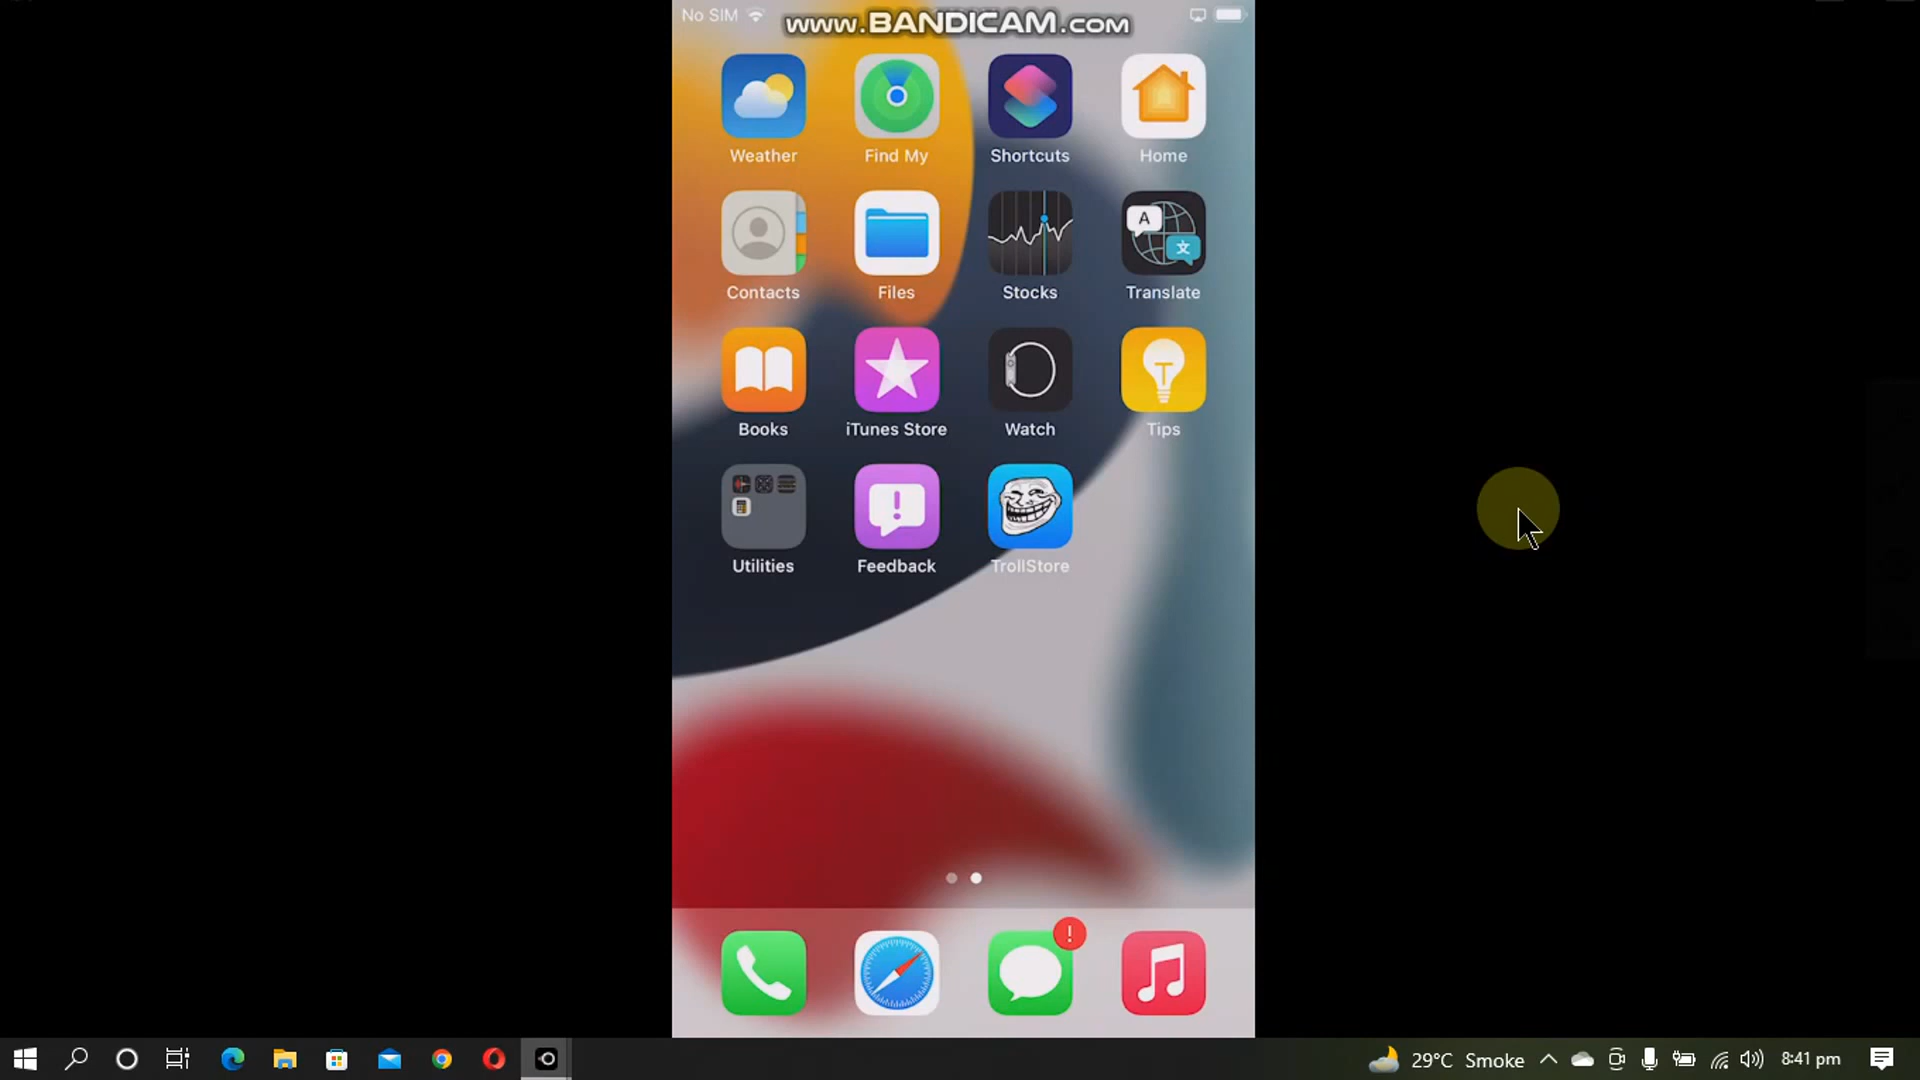 No SIM
www.BANDICAM.com
Weather Find My Shortcuts Home
A
文
Contacts Files Stocks Translate
T
Books iTunes Store Watch Tips
!
Utilities Feedback TrollStore
!
29°C Smoke 8:41 pm